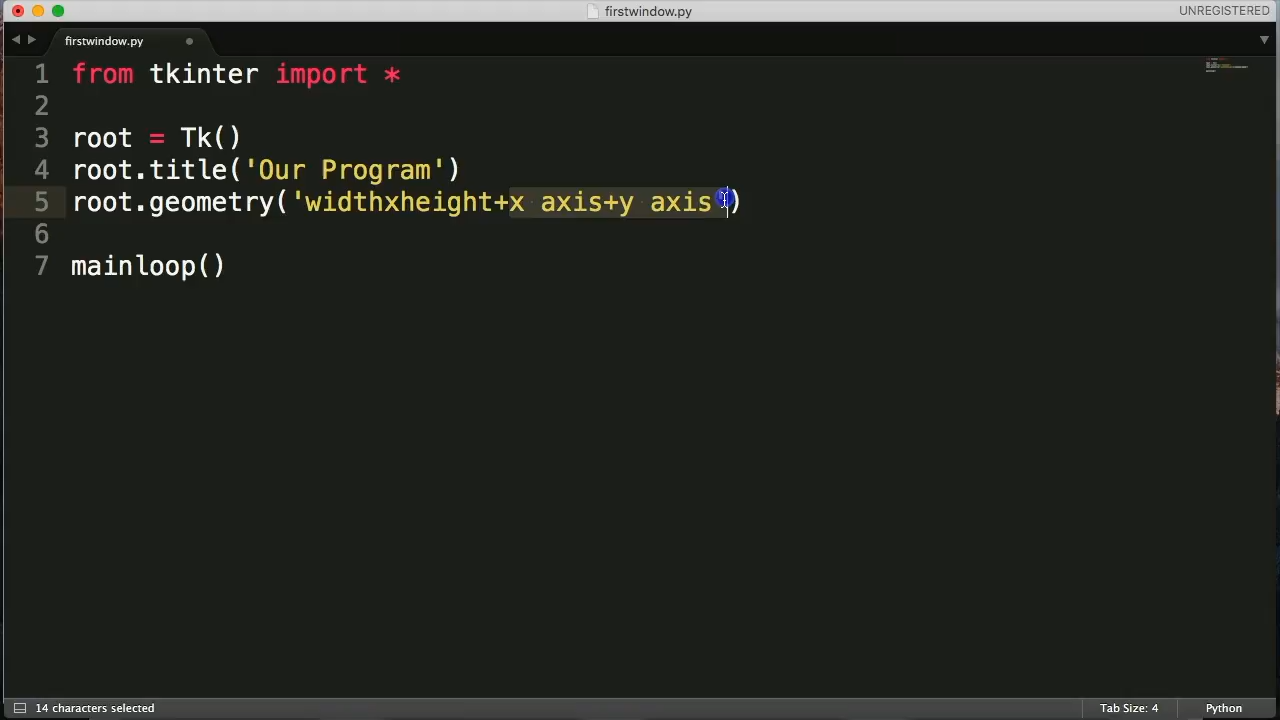 firstwindow.py
UNREGISTERED
firstwindow.py
1 from tkinter import *
2
3 root = Tk()
4 root.title('Our Program')
5 root.geometry('widthxheight+x axis+y axis')
6
7 mainloop()
14 characters selected
Tab Size: 4
Python